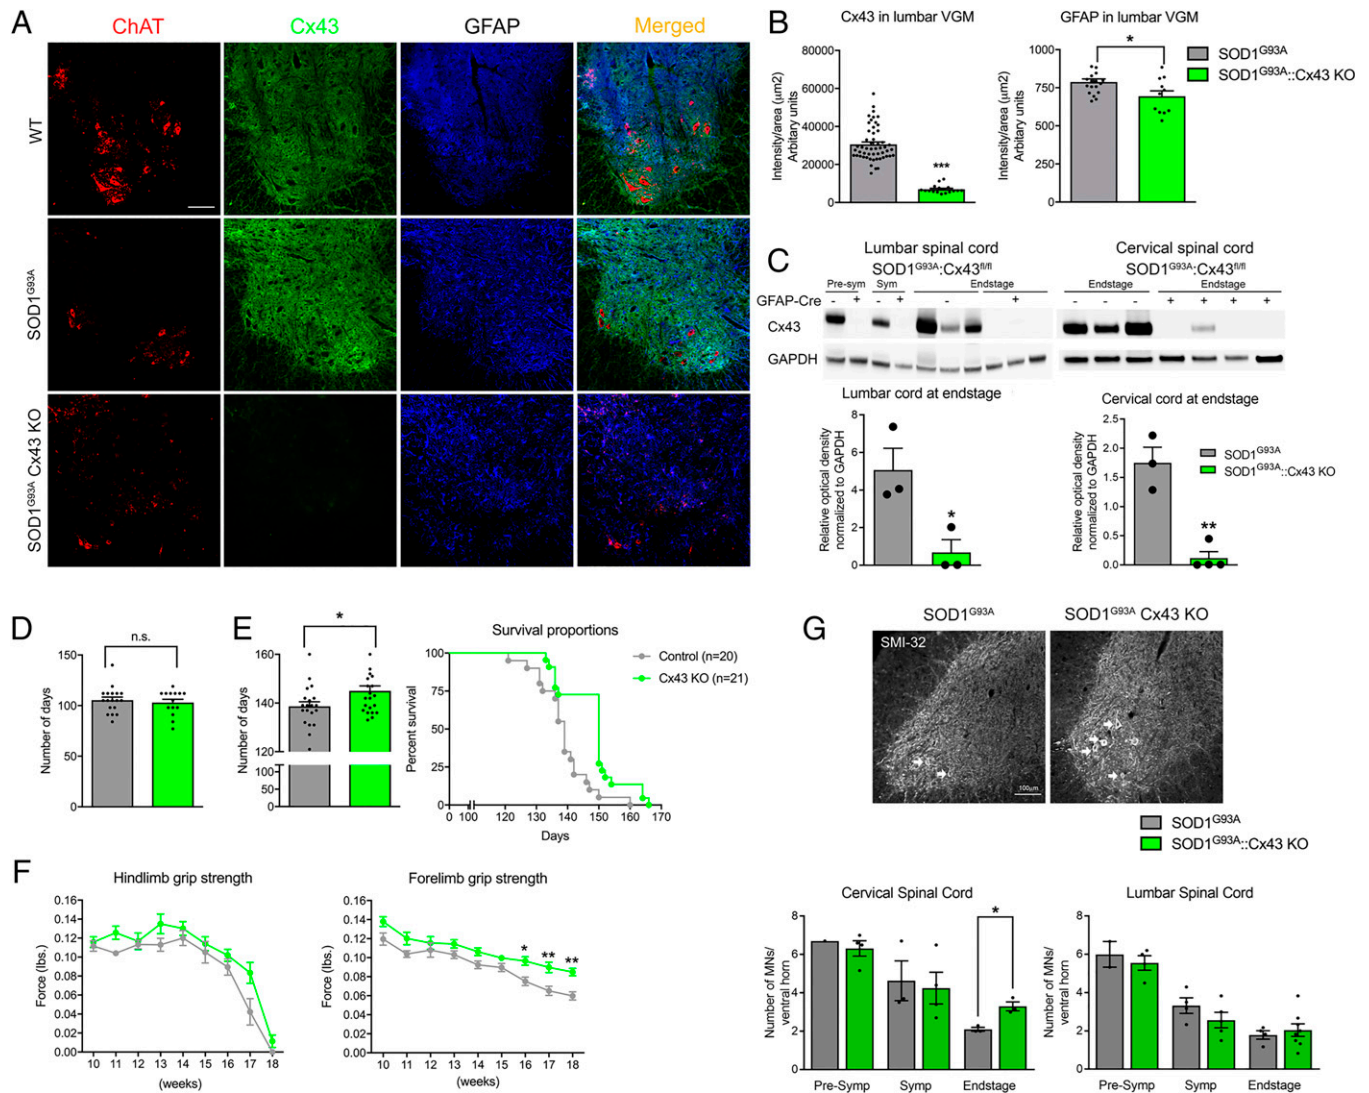 A
ChAT
Cx43
GFAP
Merged
WT
SOD1G93A
SOD1G93A Cx43 KO
B
Cx43 in lumbar VGM
80000
60000
40000
20000
0
Intensity/area (μm2)
Arbitary units
***
GFAP in lumbar VGM
1000
750
500
250
0
Intensity/area (μm2)
Arbitary units
*
SOD1G93A
SOD1G93A::Cx43 KO
C
Lumbar spinal cord
SOD1G93A:Cx43fl/fl
Pre-sym
Sym
Endstage
GFAP-Cre
- + - + - +
Cx43
GAPDH
Cervical spinal cord
SOD1G93A:Cx43fl/fl
Endstage
Endstage
- - - + + + +
Lumbar cord at endstage
8
6
4
2
0
Relative optical density
normalized to GAPDH
*
Cervical cord at endstage
2.5
2.0
1.5
1.0
0.5
0.0
Relative optical density
normalized to GAPDH
**
SOD1G93A
SOD1G93A::Cx43 KO
D
n.s.
150
100
50
0
Number of days
E
*
160
140
120
100
50
0
Number of days
Survival proportions
Control (n=20)
Cx43 KO (n=21)
100
75
50
25
0
Percent survival
0 100 120 130 140 150 160 170
Days
F
Hindlimb grip strength
0.16
0.14
0.12
0.10
0.08
0.06
0.04
0.02
0.00
Force (lbs.)
10 11 12 13 14 15 16 17 18
(weeks)
Forelimb grip strength
0.16
0.14
0.12
0.10
0.08
0.06
0.04
0.02
0.00
Force (lbs.)
* ** **
10 11 12 13 14 15 16 17 18
(weeks)
G
SOD1G93A
SOD1G93A Cx43 KO
SMI-32
100μm
SOD1G93A
SOD1G93A::Cx43 KO
Cervical Spinal Cord
8
6
4
2
0
Number of MNs/
ventral horn
*
Pre-Symp Symp Endstage
Lumbar Spinal Cord
8
6
4
2
0
Number of MNs/
ventral horn
Pre-Symp Symp Endstage